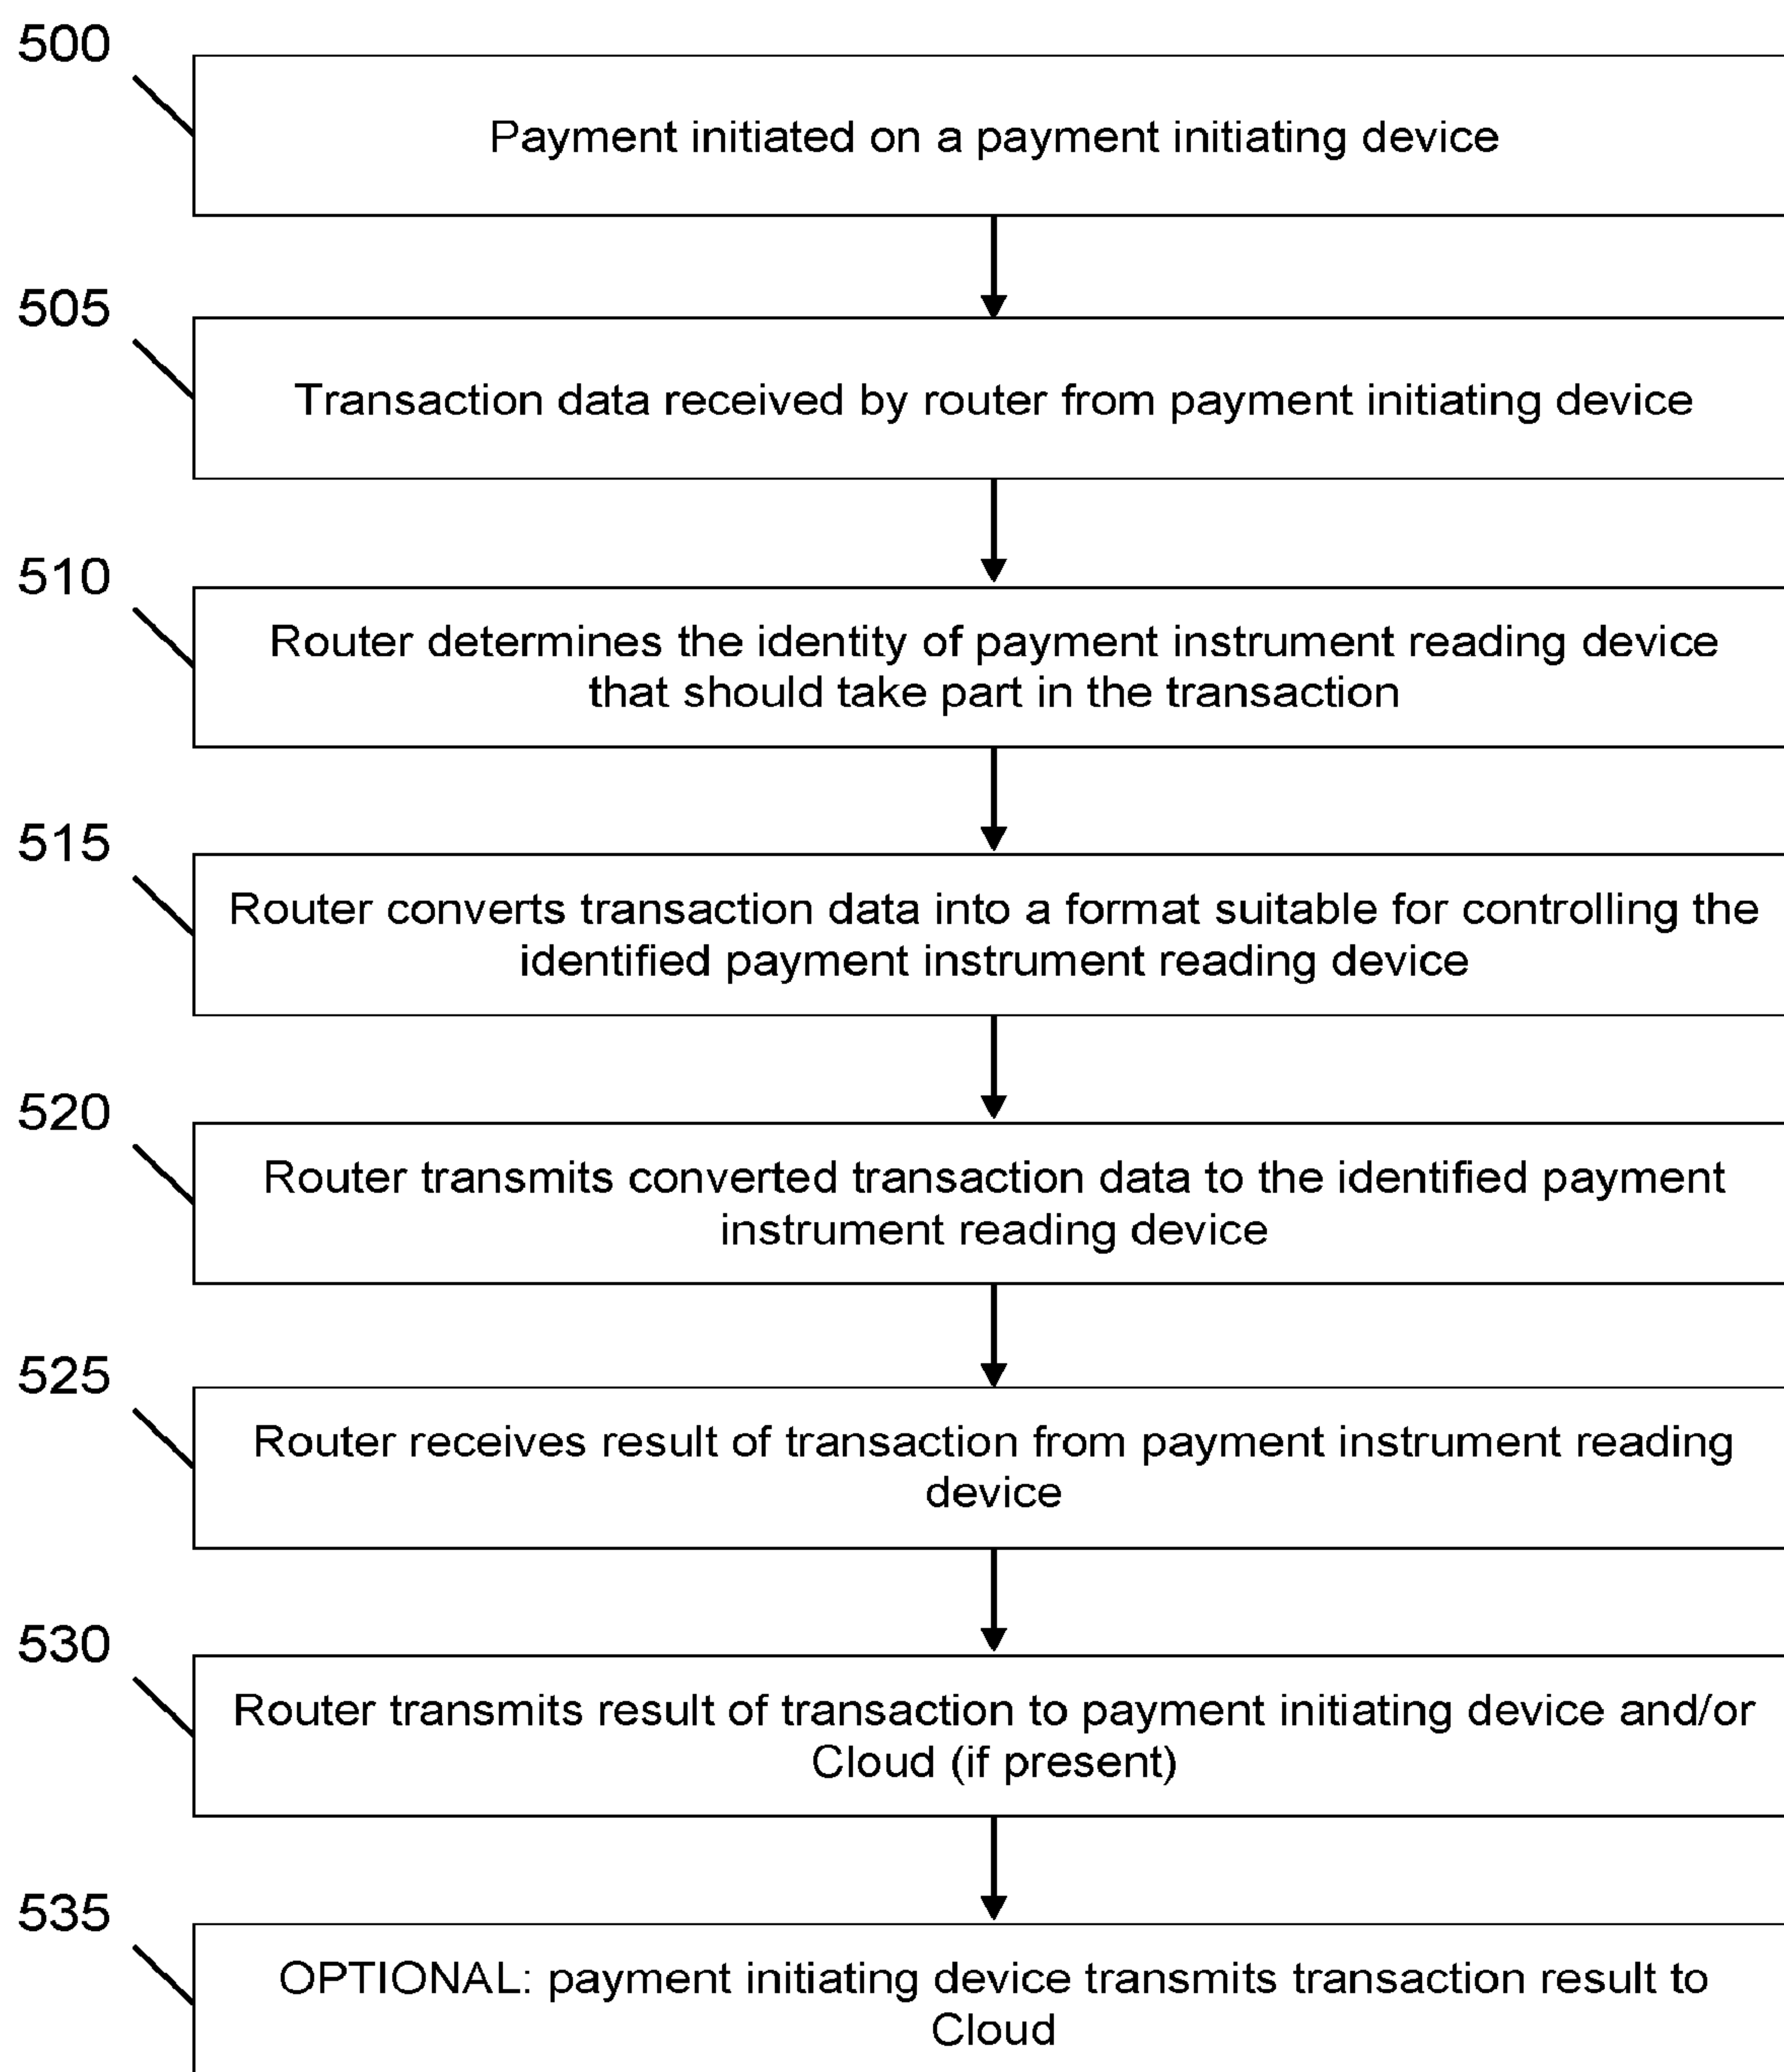 500
Payment initiated on a payment initiating device
505
Transaction data received by router from payment initiating device
510
Router determines the identity of payment instrument reading device
that should take part in the transaction
515
Router converts transaction data into a format suitable for controlling the
identified payment instrument reading device
520
Router transmits converted transaction data to the identified payment
instrument reading device
525
Router receives result of transaction from payment instrument reading
device
530
Router transmits result of transaction to payment initiating device and/or
Cloud (if present)
535
OPTIONAL: payment initiating device transmits transaction result to
Cloud